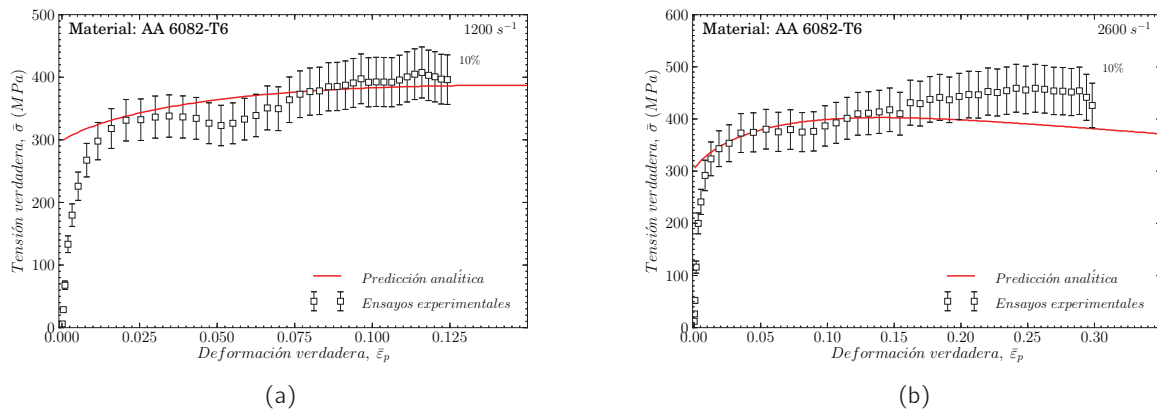 Material: AA 6082-T6
1200 s⁻¹
10%
500
400
300
200
100
0
Tensión verdadera, σ̄ (MPa)
Predicción analítica
Ensayos experimentales
0.000 0.025 0.050 0.075 0.100 0.125
Deformación verdadera, ε̄ₚ
(a)
Material: AA 6082-T6
2600 s⁻¹
10%
600
500
400
300
200
100
0
Tensión verdadera, σ̄ (MPa)
Predicción analítica
Ensayos experimentales
0.00 0.05 0.10 0.15 0.20 0.25 0.30
Deformación verdadera, ε̄ₚ
(b)